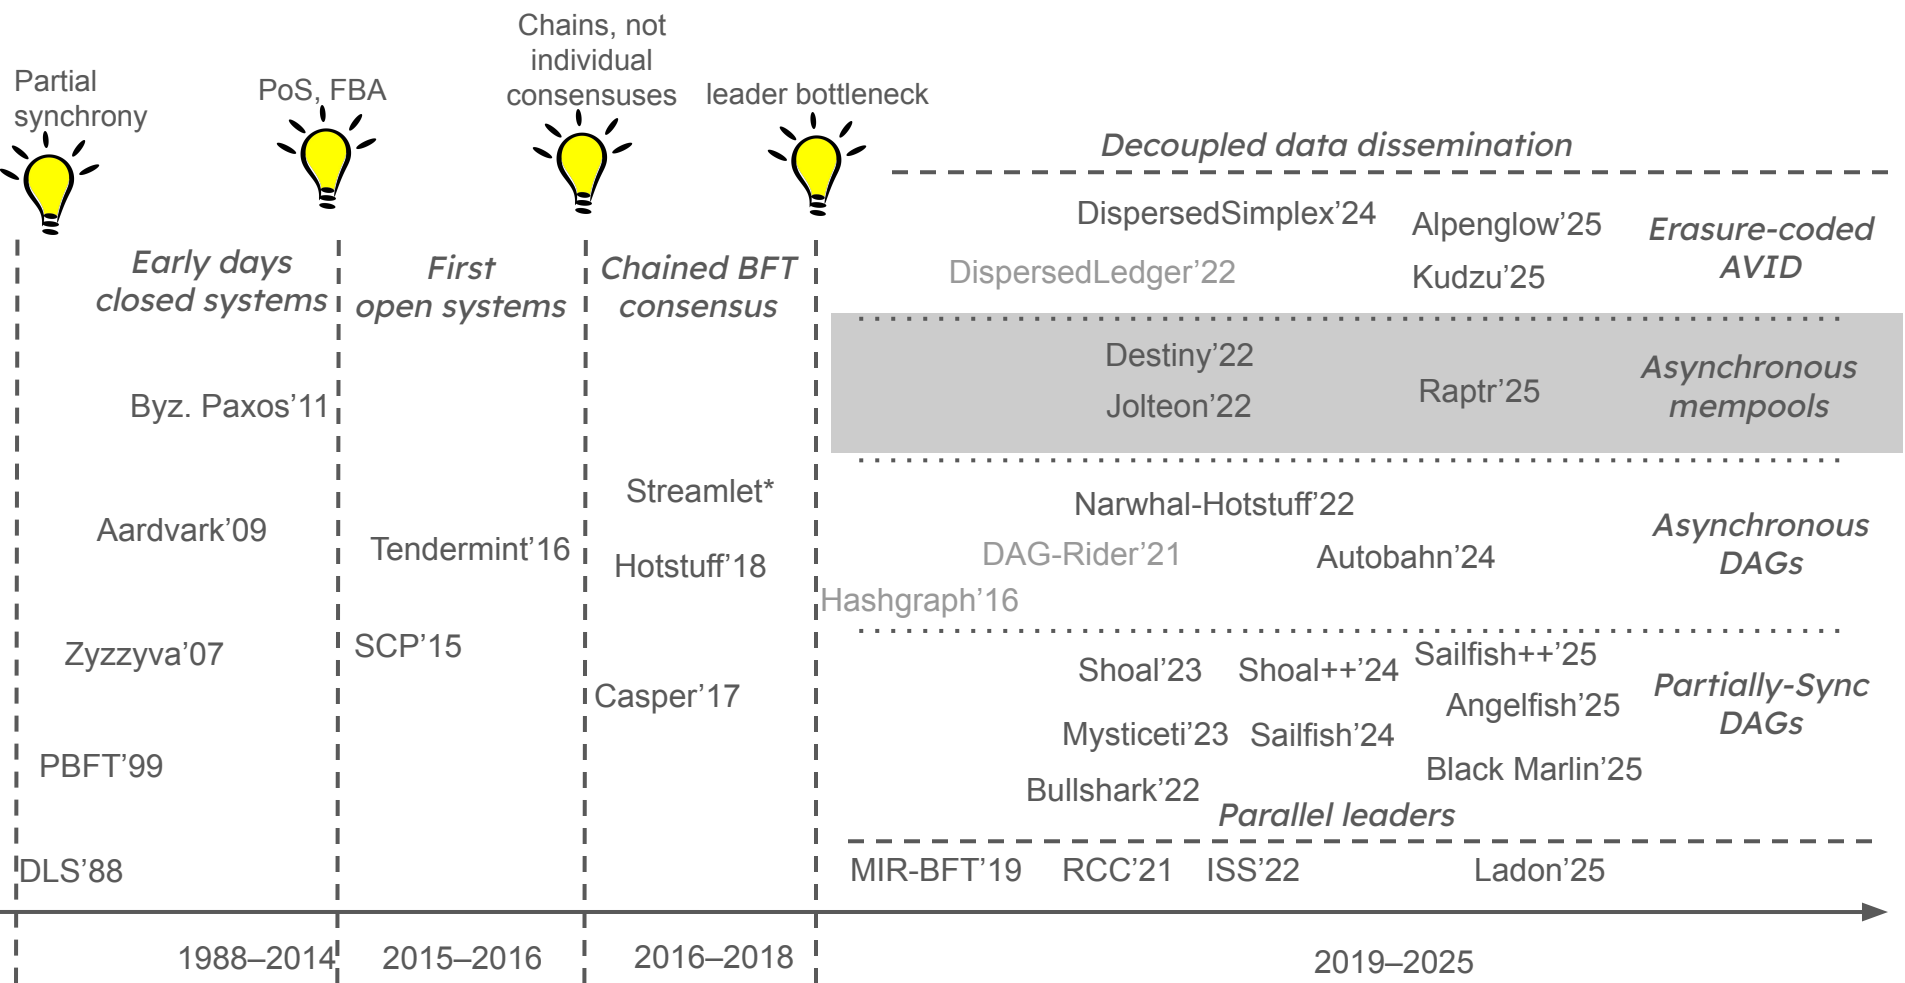 Partial
synchrony
PoS, FBA
Chains, not
individual
consensuses
leader bottleneck
Early days
closed systems
Byz. Paxos’11
Aardvark’09
Zyzzyva’07
PBFT’99
DLS’88
First
open systems
Tendermint’16
SCP’15
Chained BFT
consensus
Streamlet*
Hotstuff’18
Casper’17
Decoupled data dissemination
DispersedSimplex’24
Alpenglow’25
DispersedLedger’22
Kudzu’25
Erasure-coded
AVID
Destiny’22
Jolteon’22
Raptr’25
Asynchronous
mempools
Narwhal-Hotstuff’22
DAG-Rider’21
Autobahn’24
Hashgraph’16
Asynchronous
DAGs
Shoal’23
Shoal++’24
Sailfish++’25
Angelfish’25
Mysticeti’23
Sailfish’24
Black Marlin’25
Bullshark’22
Partially-Sync
DAGs
Parallel leaders
MIR-BFT’19
RCC’21
ISS’22
Ladon’25
1988–2014
2015–2016
2016–2018
2019–2025